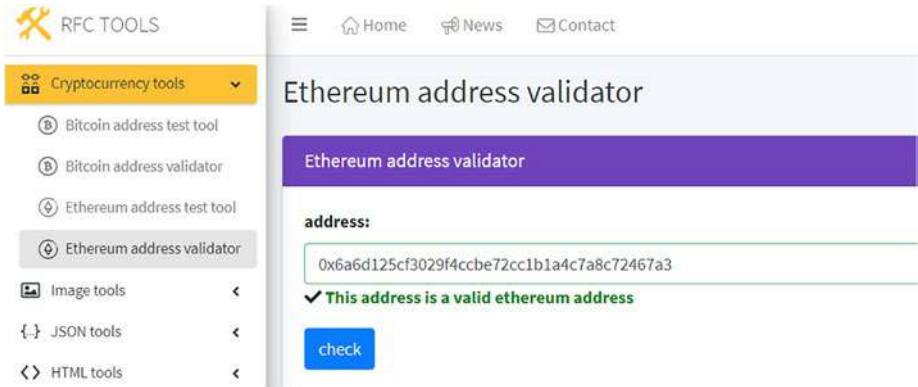 RFC TOOLS
Home News Contact
Cryptocurrency tools
Bitcoin address test tool
Bitcoin address validator
Ethereum address test tool
Ethereum address validator
Image tools
{..} JSON tools
HTML tools
Ethereum address validator
Ethereum address validator
address:
0x6a6d125cf3029f4ccbe72cc1b1a4c7a8c72467a3
This address is a valid ethereum address
check